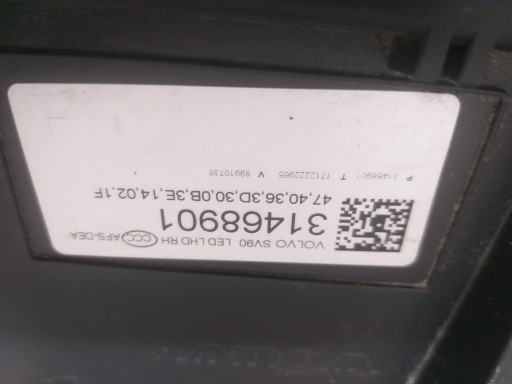 VOLVO SV90 LED LHD RH CCC AFS-DEA
31468901
47,40,36,3D,30,0B,3E,14,02,1F
P 31468901 T 1712222965 V 89910736